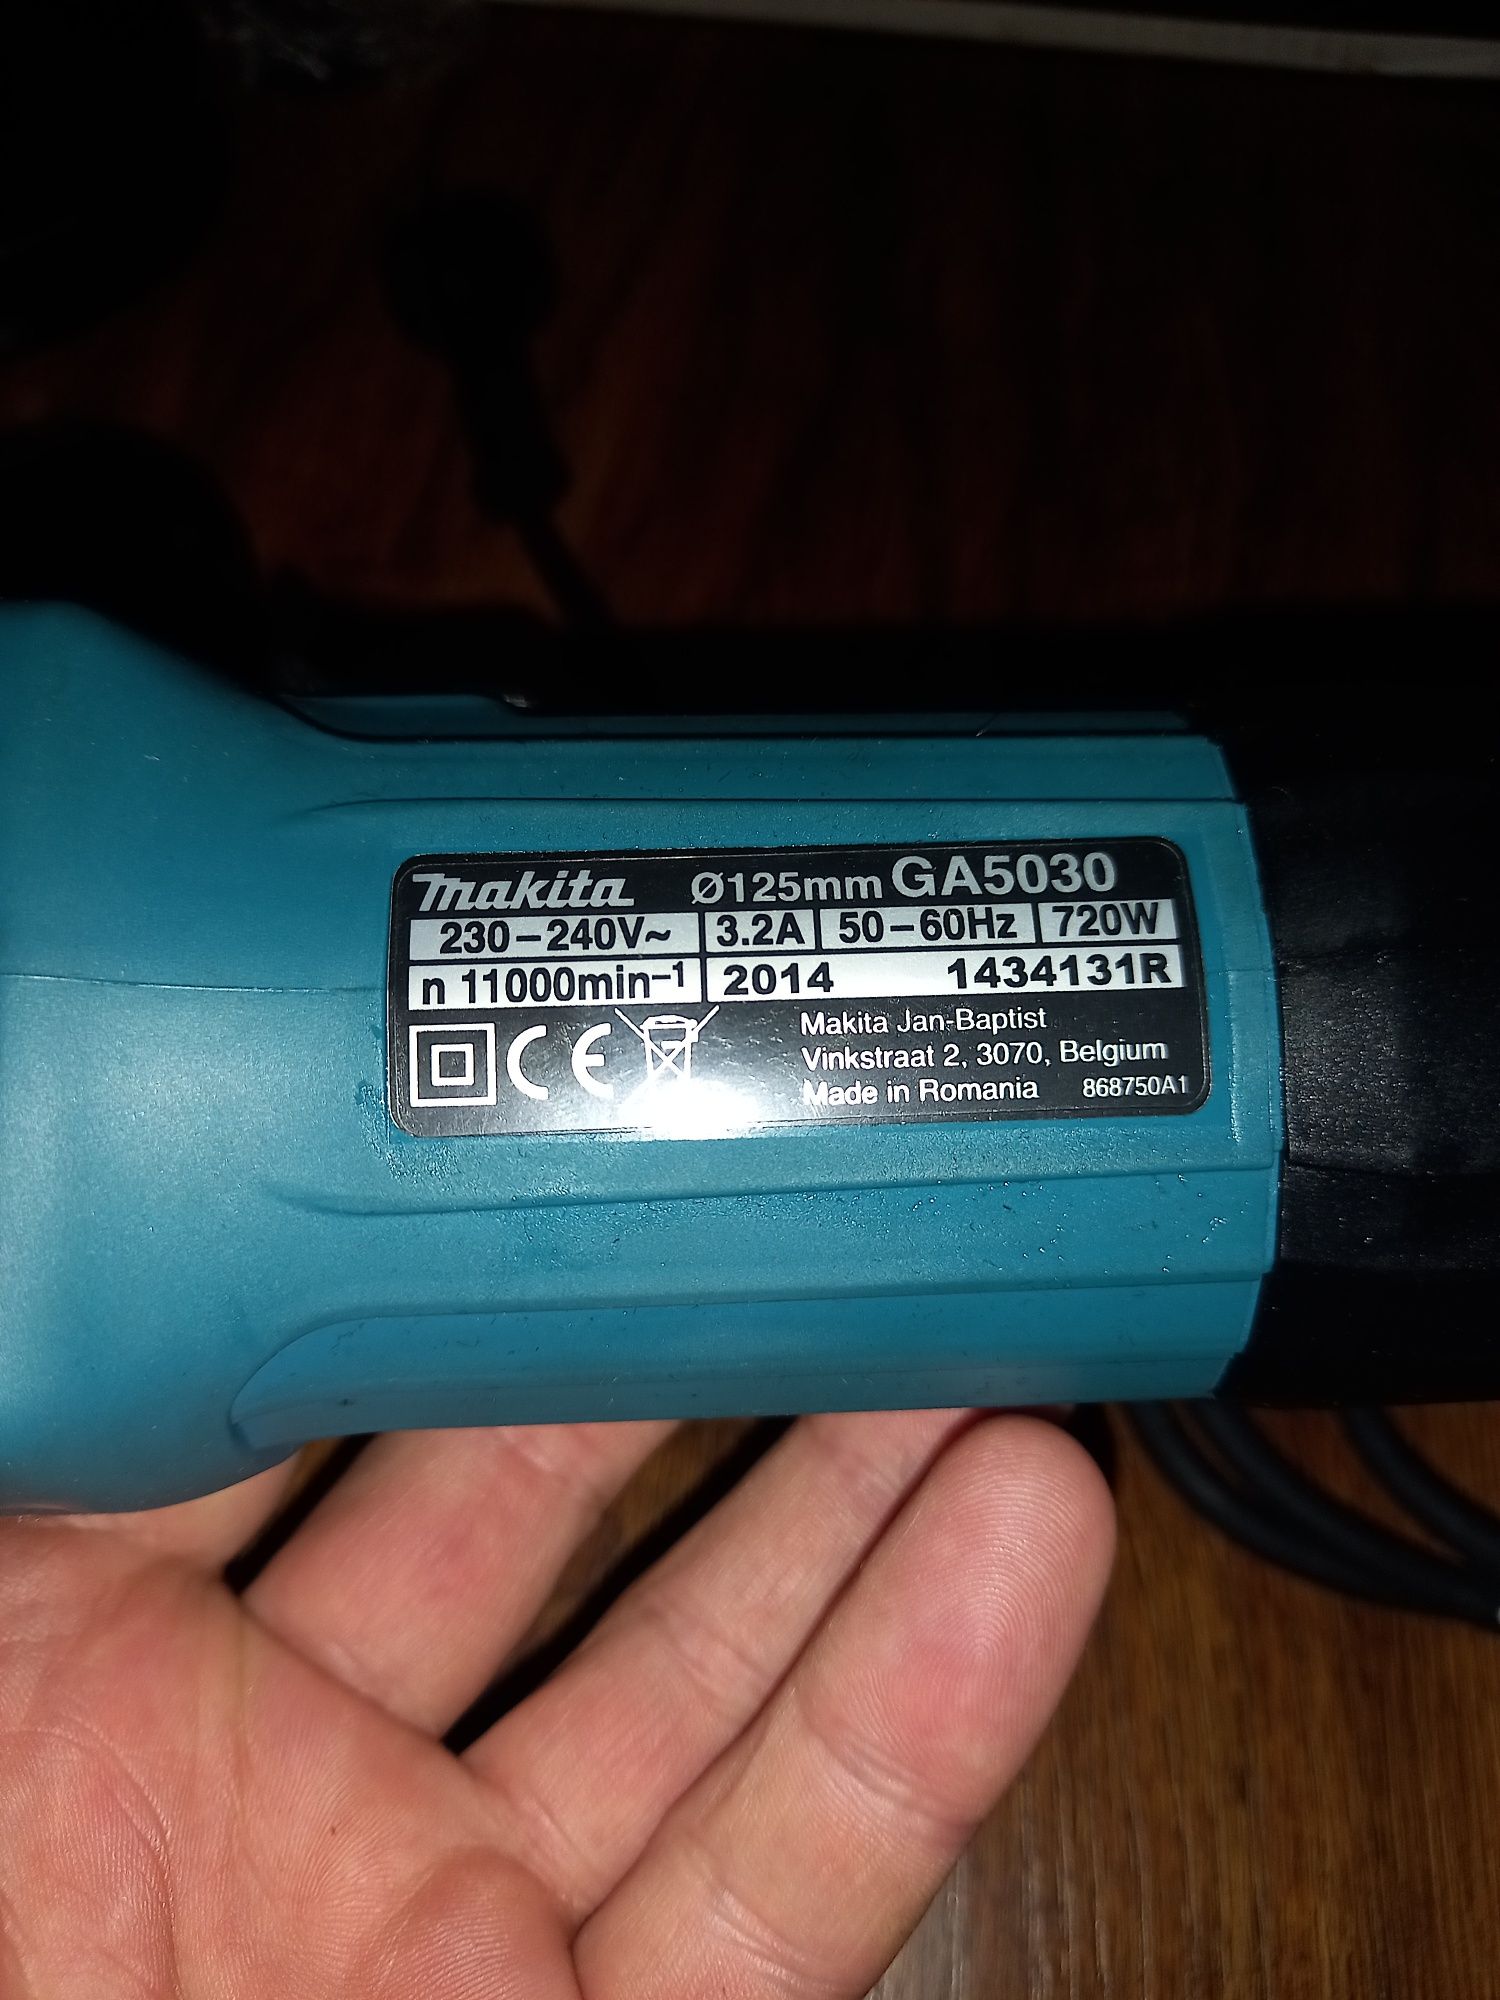 makita Ø125mm GA5030
230-240V~ 3.2A 50-60Hz 720W
n 11000min-1 2014 1434131R
CE
Makita Jan-Baptist
Vinkstraat 2, 3070, Belgium
Made in Romania 868750A1